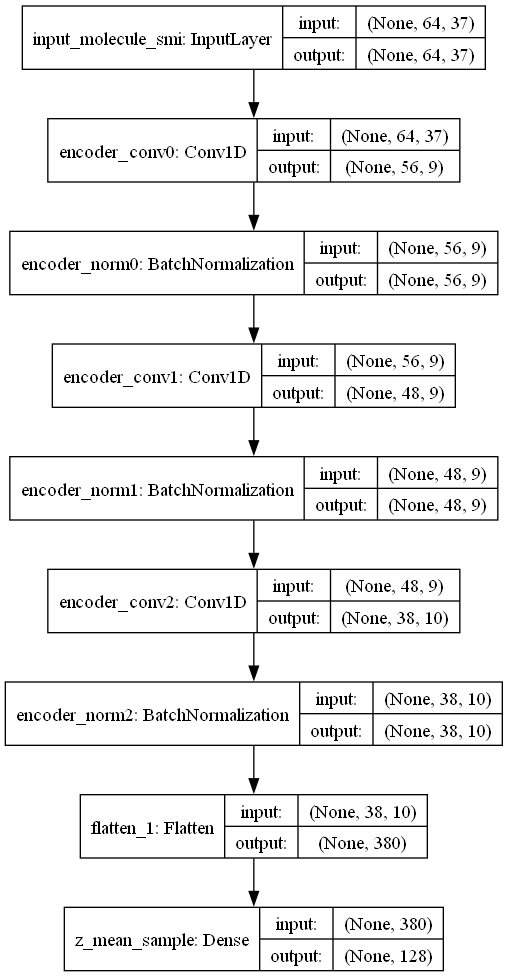 input_molecule_smi: InputLayer
input: (None, 64, 37)
output: (None, 64, 37)
encoder_conv0: Conv1D
input: (None, 64, 37)
output: (None, 56, 9)
encoder_norm0: BatchNormalization
input: (None, 56, 9)
output: (None, 56, 9)
encoder_conv1: Conv1D
input: (None, 56, 9)
output: (None, 48, 9)
encoder_norm1: BatchNormalization
input: (None, 48, 9)
output: (None, 48, 9)
encoder_conv2: Conv1D
input: (None, 48, 9)
output: (None, 38, 10)
encoder_norm2: BatchNormalization
input: (None, 38, 10)
output: (None, 38, 10)
flatten_1: Flatten
input: (None, 38, 10)
output: (None, 380)
z_mean_sample: Dense
input: (None, 380)
output: (None, 128)